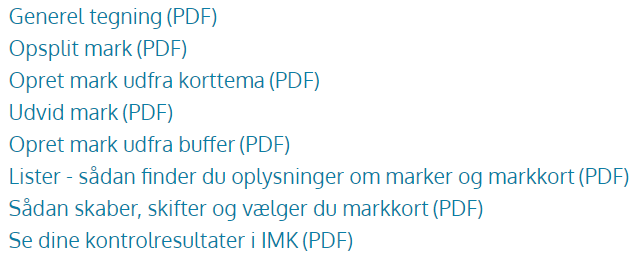 Generel tegning (PDF)
Opsplit mark (PDF)
Opret mark udfra korttema (PDF)
Udvid mark (PDF)
Opret mark udfra buffer (PDF)
Lister - sådan finder du oplysninger om marker og markkort (PDF)
Sådan skaber, skifter og vælger du markkort (PDF)
Se dine kontrolresultater i IMK (PDF)